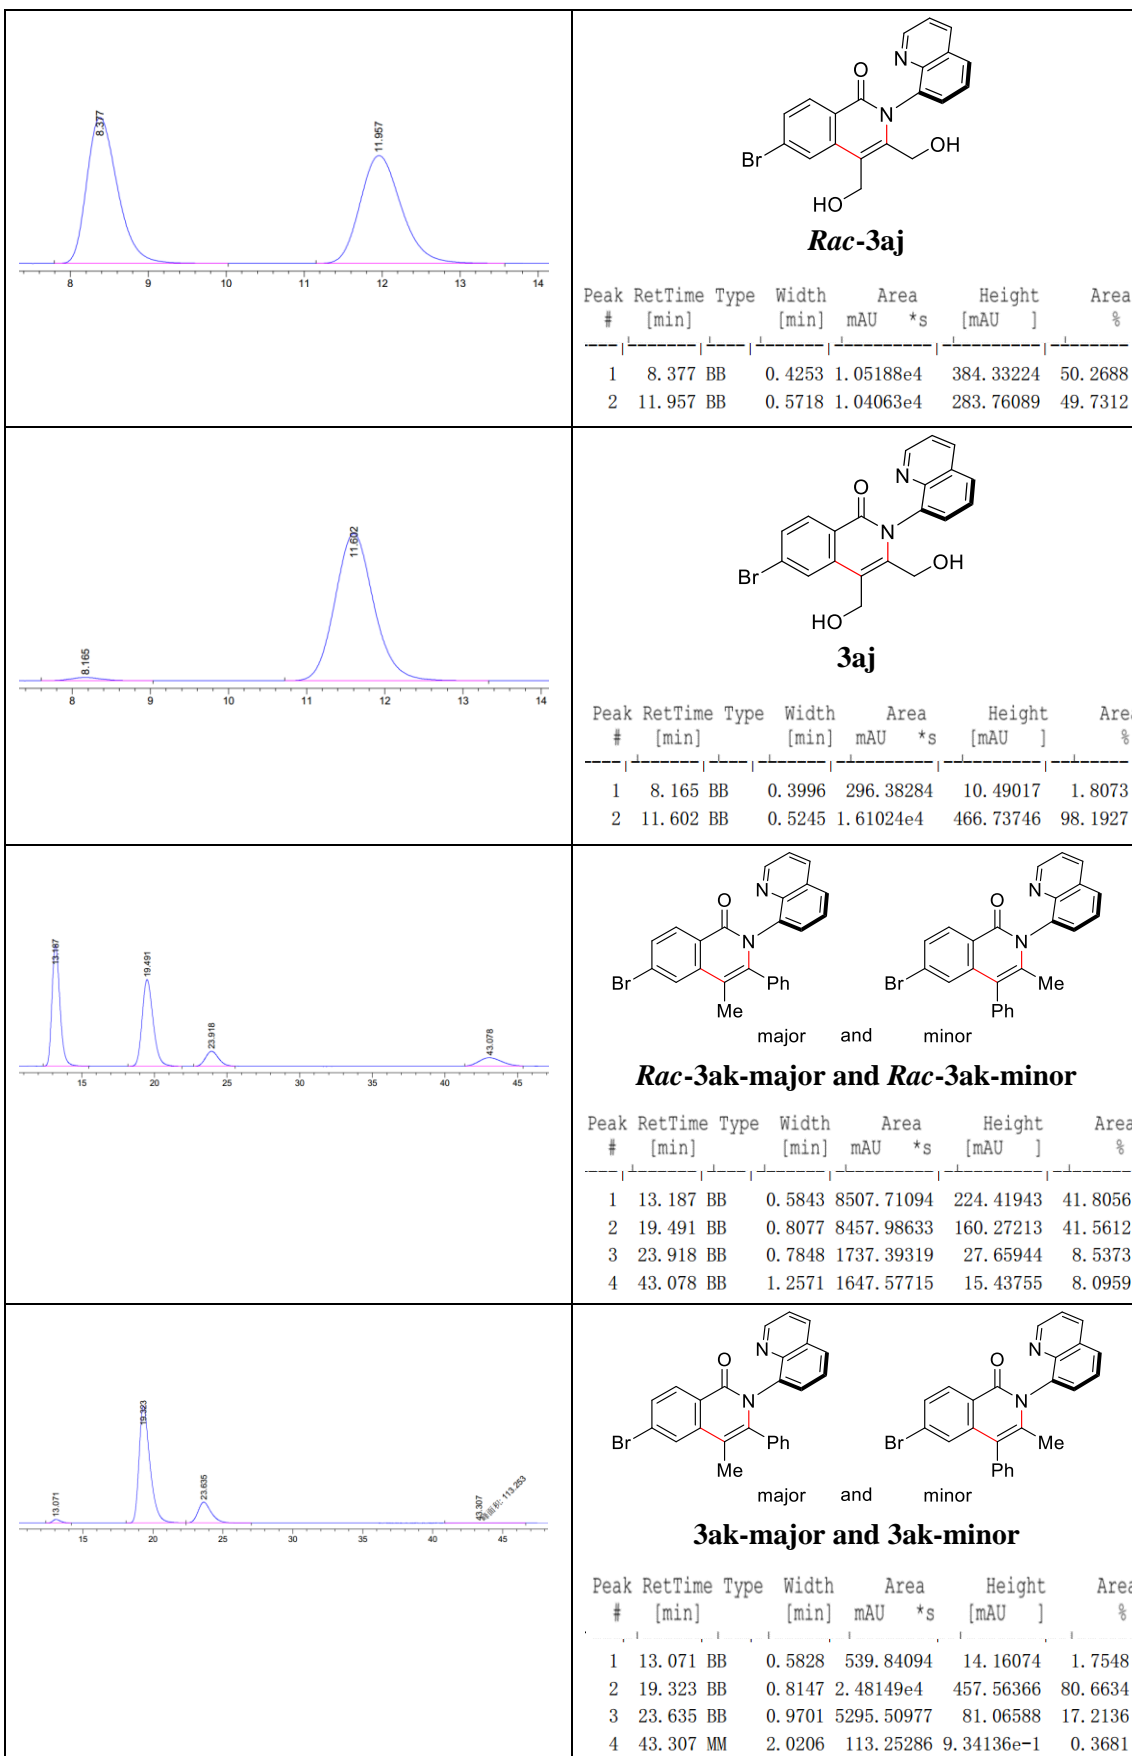 8.377
11.957
8 9 10 11 12 13 14
O
N
N
OH
Br
HO
Rac-3aj
Peak RetTime Type Width Area Height Area
# [min] [min] mAU *s [mAU ] %
1 8.377 BB 0.4253 1.05188e4 384.33224 50.2688
2 11.957 BB 0.5718 1.04063e4 283.76089 49.7312
8.165
11.602
8 9 10 11 12 13 14
O
N
N
OH
Br
HO
3aj
Peak RetTime Type Width Area Height Area
# [min] [min] mAU *s [mAU ] %
1 8.165 BB 0.3996 296.38284 10.49017 1.8073
2 11.602 BB 0.5245 1.61024e4 466.73746 98.1927
13.187
19.491
23.918
43.078
15 20 25 30 35 40 45
O
N
N
Br
Ph
Me
O
N
N
Br
Me
Ph
major and minor
Rac-3ak-major and Rac-3ak-minor
Peak RetTime Type Width Area Height Area
# [min] [min] mAU *s [mAU ] %
1 13.187 BB 0.5843 8507.71094 224.41943 41.8056
2 19.491 BB 0.8077 8457.98633 160.27213 41.5612
3 23.918 BB 0.7848 1737.39319 27.65944 8.5373
4 43.078 BB 1.2571 1647.57715 15.43755 8.0959
13.071
19.323
23.635
43.307
峰面积: 113.253
15 20 25 30 35 40 45
O
N
N
Br
Ph
Me
O
N
N
Br
Me
Ph
major and minor
3ak-major and 3ak-minor
Peak RetTime Type Width Area Height Area
# [min] [min] mAU *s [mAU ] %
1 13.071 BB 0.5828 539.84094 14.16074 1.7548
2 19.323 BB 0.8147 2.48149e4 457.56366 80.6634
3 23.635 BB 0.9701 5295.50977 81.06588 17.2136
4 43.307 MM 2.0206 113.25286 9.34136e-1 0.3681